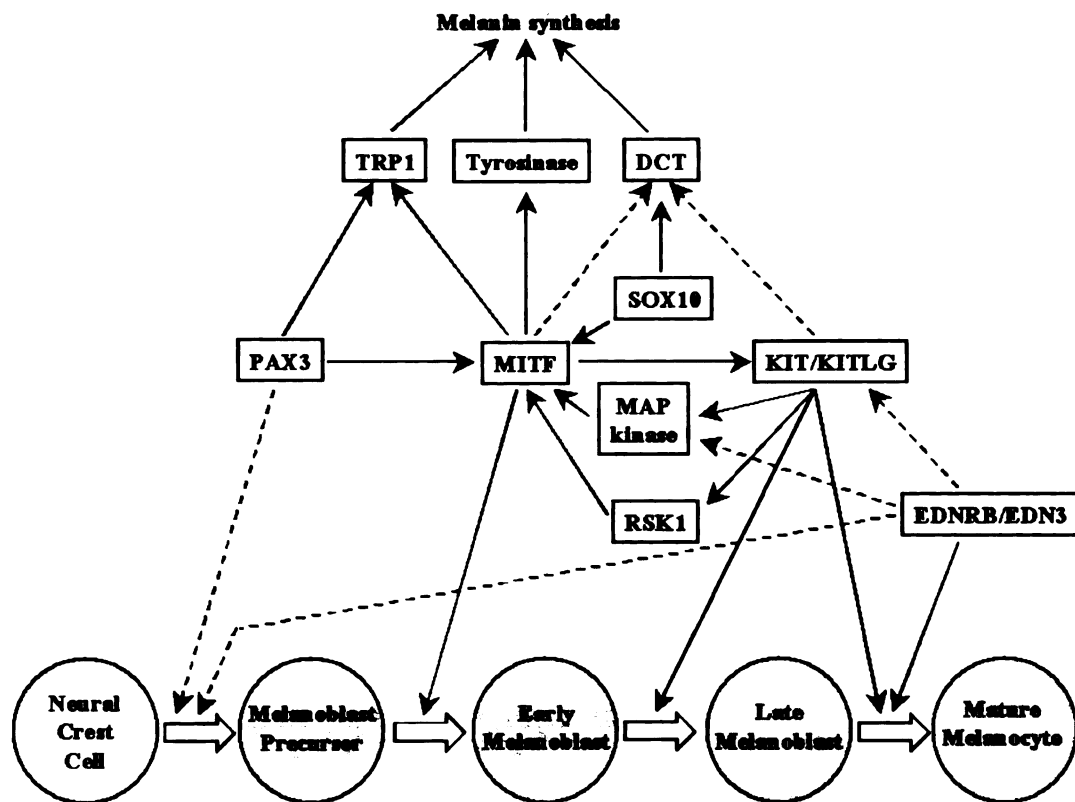 Melanin synthesis
TRP1
Tyrosinase
DCT
SOX10
PAX3
MITF
KIT/KITLG
MAP
kinase
RSK1
EDNRB/EDN3
Neural
Crest
Cell
Melanoblast
Precursor
Early
Melanoblast
Late
Melanoblast
Mature
Melanocyte